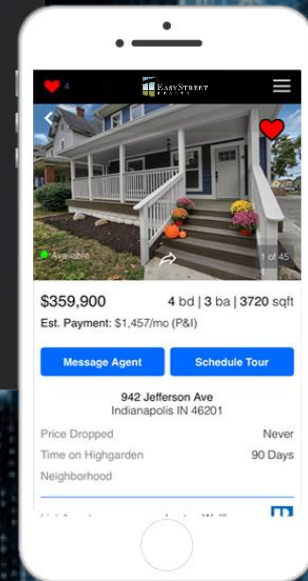 4
EASYSTREET
REALTY
Available
1 of 45
$359,900
4 bd | 3 ba | 3720 sqft
Est. Payment: $1,457/mo (P&I)
Message Agent
Schedule Tour
942 Jefferson Ave
Indianapolis IN 46201
Price Dropped
Never
Time on Highgarden
90 Days
Neighborhood